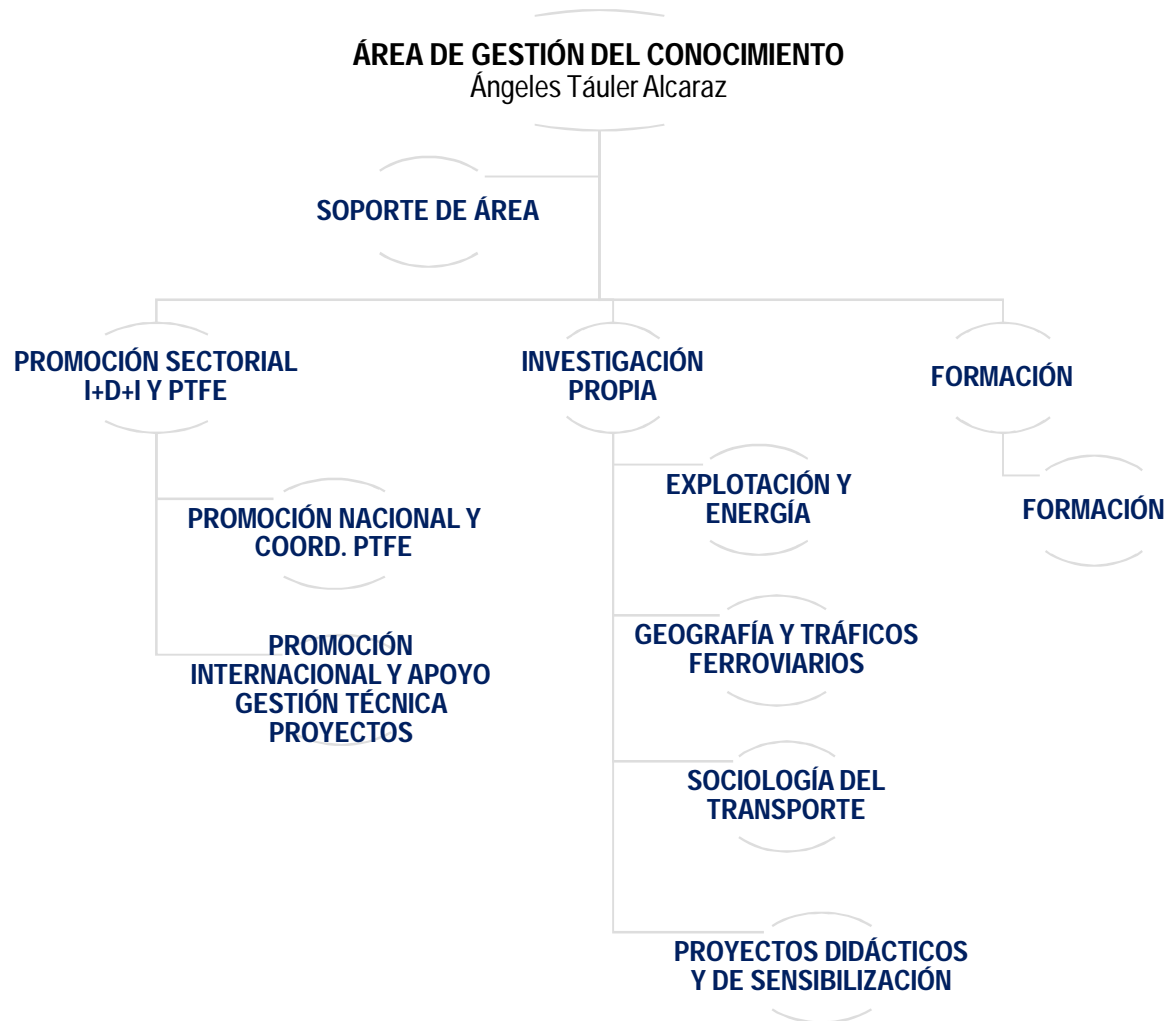 ÁREA DE GESTIÓN DEL CONOCIMIENTO
Ángeles Táuler Alcaraz
SOPORTE DE ÁREA
PROMOCIÓN SECTORIAL
I+D+I Y PTFE
PROMOCIÓN NACIONAL Y
COORD. PTFE
PROMOCIÓN
INTERNACIONAL Y APOYO
GESTIÓN TÉCNICA
PROYECTOS
INVESTIGACIÓN
PROPIA
EXPLOTACIÓN Y
ENERGÍA
GEOGRAFÍA Y TRÁFICOS
FERROVIARIOS
SOCIOLOGÍA DEL
TRANSPORTE
PROYECTOS DIDÁCTICOS
Y DE SENSIBILIZACIÓN
FORMACIÓN
FORMACIÓN